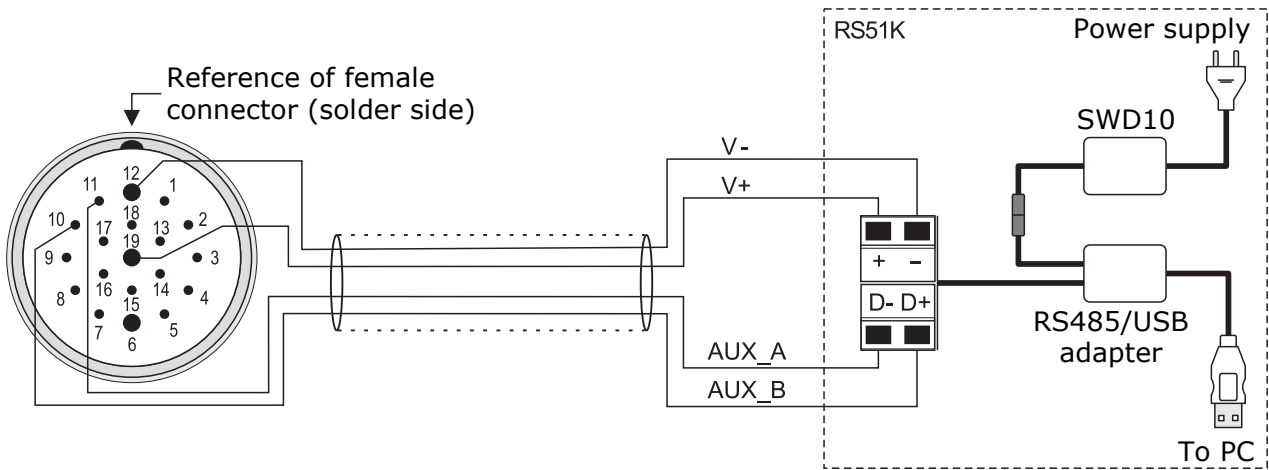 RS51K
Power supply
Reference of female
connector (solder side)
SWD10
V-
V+
12
11
1
10
18
2
17
13
19
9
3
16
14
8
15
4
7
5
6
+ -
D- D+
RS485/USB
adapter
AUX_A
AUX_B
To PC